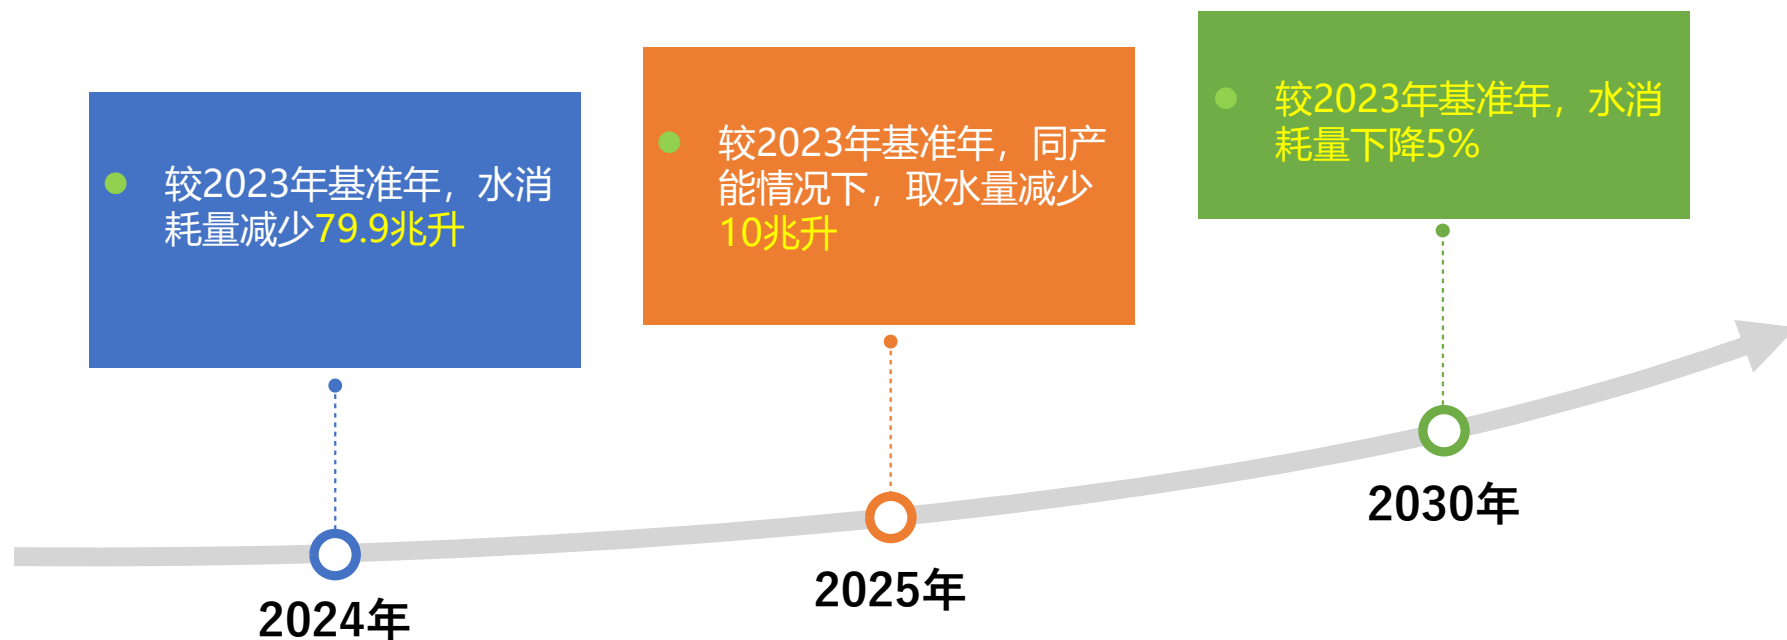 较2023年基准年，水消
耗量减少79.9兆升
较2023年基准年，同产
能情况下，取水量减少
10兆升
较2023年基准年，水消
耗量下降5%
2024年
2025年
2030年